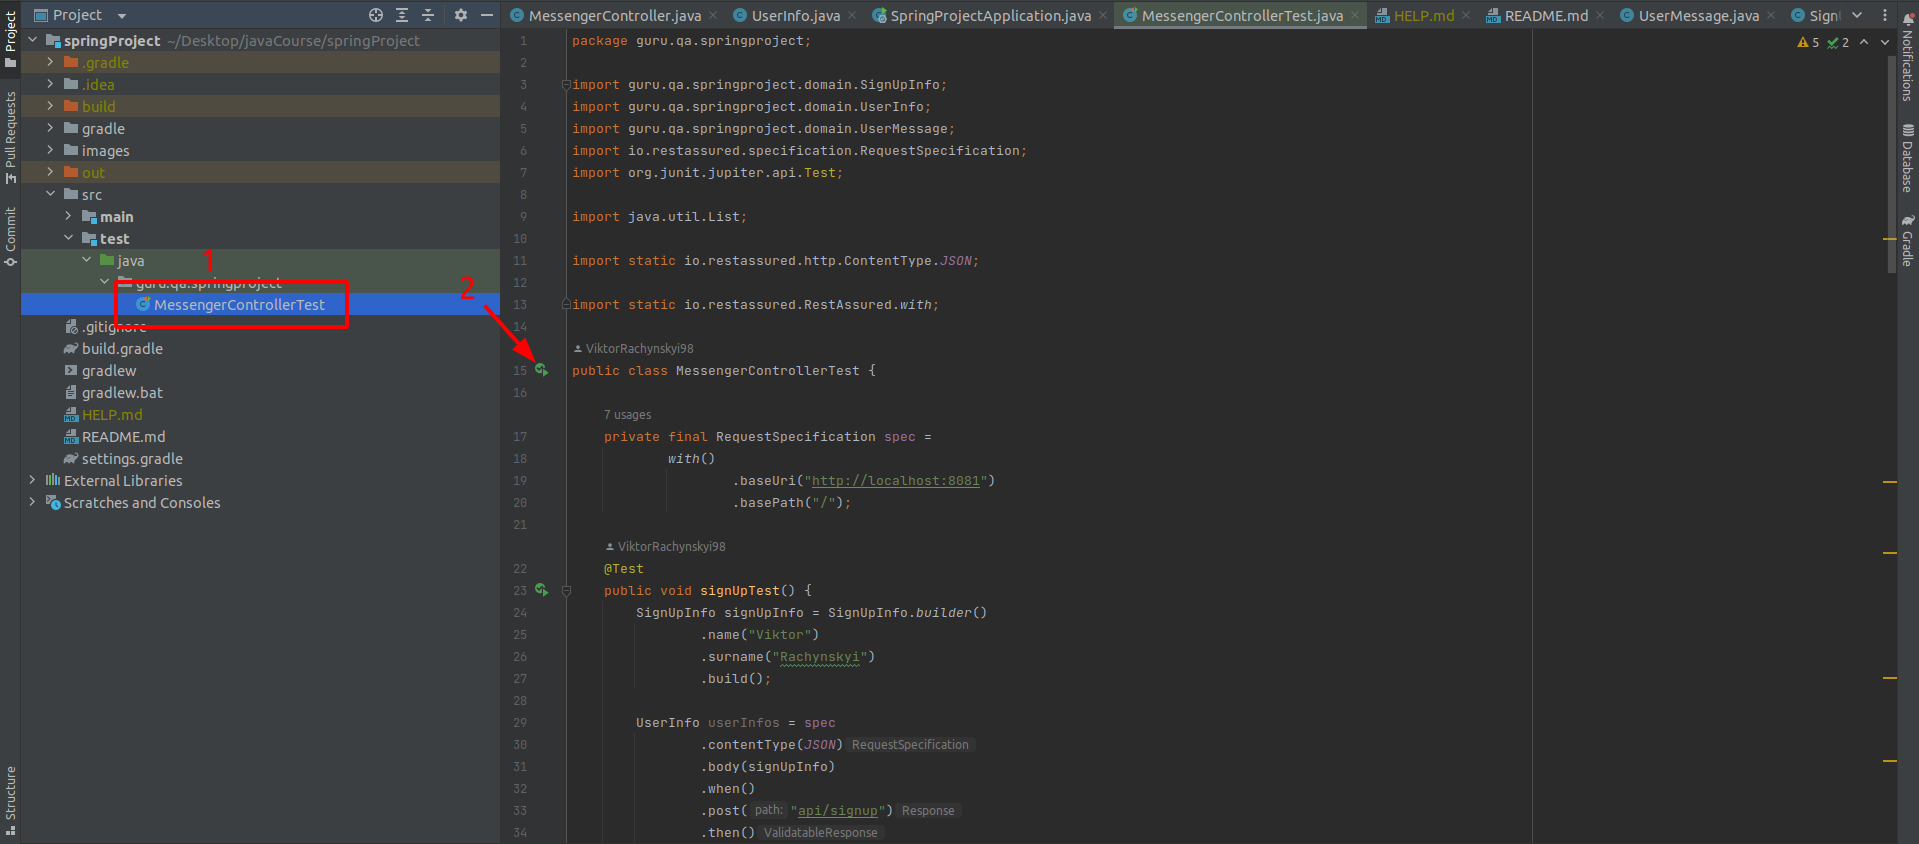 Project
MessengerController.java
UserInfo.java
SpringProjectApplication.java
MessengerControllerTest.java
HELP.md
README.md
UserMessage.java
Sign
Project
Pull Requests
Commit
Structure
springProject ~/Desktop/javaCourse/springProject
.gradle
.idea
build
gradle
images
out
src
main
test
java
1
guru.qa.springproject
MessengerControllerTest
.gitignore
build.gradle
gradlew
gradlew.bat
HELP.md
README.md
settings.gradle
External Libraries
Scratches and Consoles
2
5 2
1 package guru.qa.springproject;
2
3 import guru.qa.springproject.domain.SignUpInfo;
4 import guru.qa.springproject.domain.UserInfo;
5 import guru.qa.springproject.domain.UserMessage;
6 import io.restassured.specification.RequestSpecification;
7 import org.junit.jupiter.api.Test;
8
9 import java.util.List;
10
11 import static io.restassured.http.ContentType.JSON;
12
13 import static io.restassured.RestAssured.with;
14
ViktorRachynskyi98
15 public class MessengerControllerTest {
16
7 usages
17 private final RequestSpecification spec =
18 with()
19 .baseUri("http://localhost:8081")
20 .basePath("/");
21
ViktorRachynskyi98
22 @Test
23 public void signUpTest() {
24 SignUpInfo signUpInfo = SignUpInfo.builder()
25 .name("Viktor")
26 .surname("Rachynskyi")
27 .build();
28
29 UserInfo userInfos = spec
30 .contentType(JSON) RequestSpecification
31 .body(signUpInfo)
32 .when()
33 .post( path: "api/signup") Response
34 .then() ValidatableResponse
Notifications
Database
Gradle